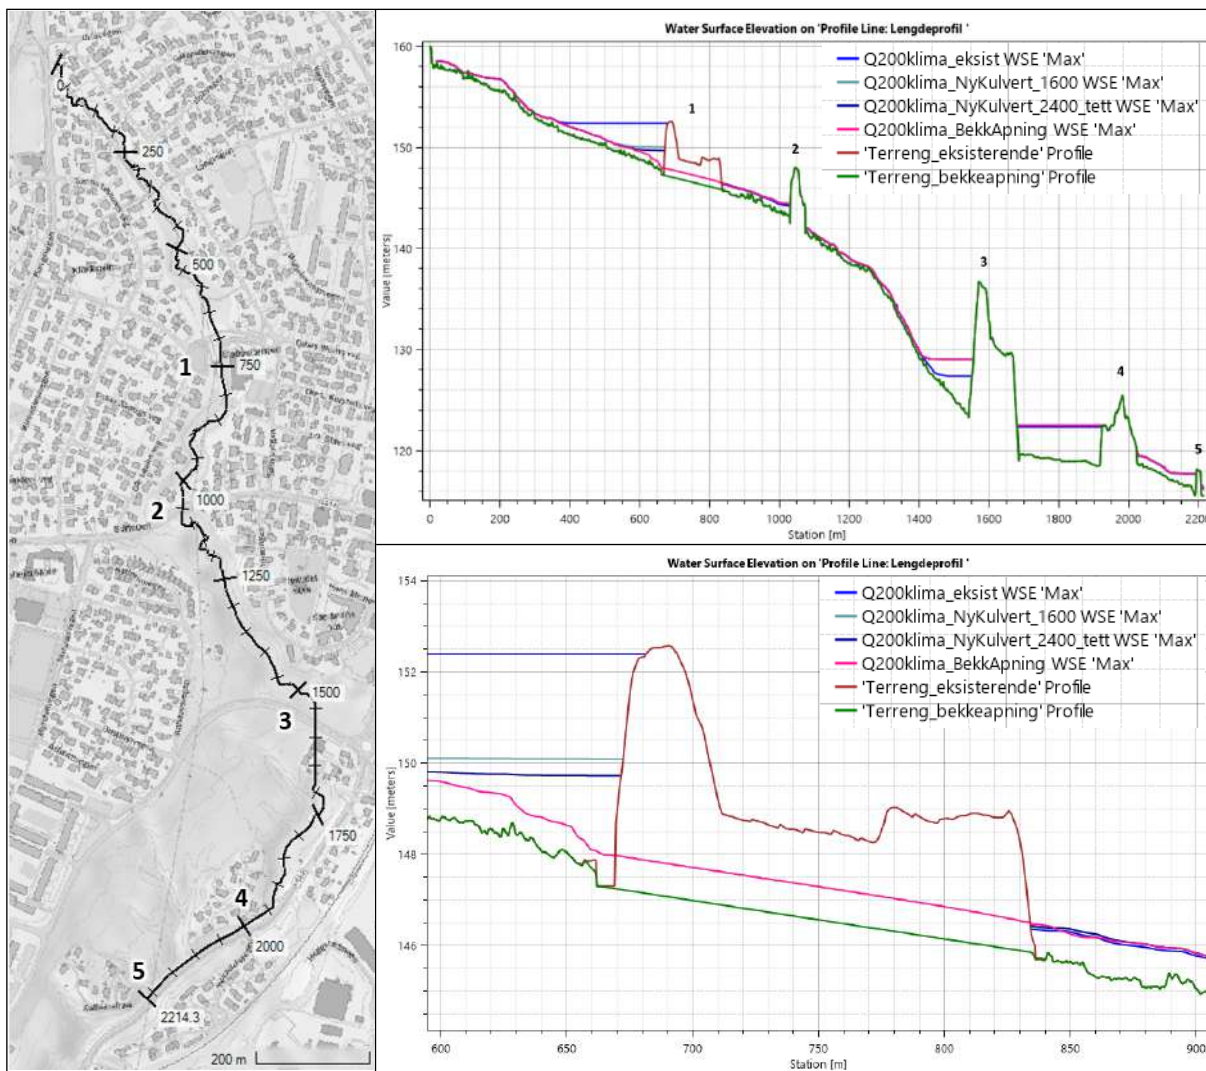 0
250
500
1
750
1000
2
1250
1500
3
1750
4
2000
5
2214.3
200 m
Water Surface Elevation on 'Profile Line: Lengdeprofil '
Q200klima_eksist WSE 'Max'
Q200klima_NyKulvert_1600 WSE 'Max'
Q200klima_NyKulvert_2400_tett WSE 'Max'
Q200klima_BekkApning WSE 'Max'
'Terreng_eksisterende' Profile
'Terreng_bekkeapning' Profile
1
2
3
4
5
Value [meters]
160
150
140
130
120
0 200 400 600 800 1000 1200 1400 1600 1800 2000 2200
Station [m]
Water Surface Elevation on 'Profile Line: Lengdeprofil '
Q200klima_eksist WSE 'Max'
Q200klima_NyKulvert_1600 WSE 'Max'
Q200klima_NyKulvert_2400_tett WSE 'Max'
Q200klima_BekkApning WSE 'Max'
'Terreng_eksisterende' Profile
'Terreng_bekkeapning' Profile
Value [meters]
154
152
150
148
146
600 650 700 750 800 850 900
Station [m]